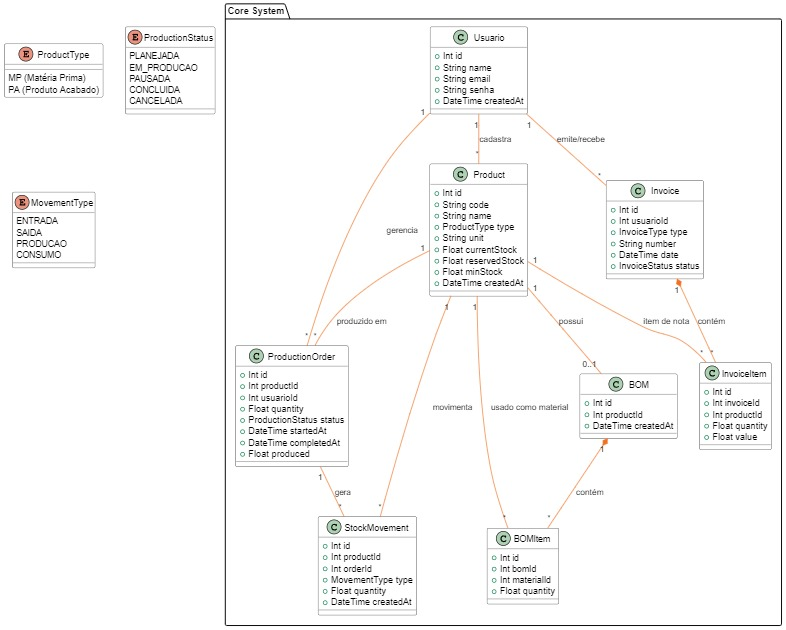 Core System
E ProductType
MP (Matéria Prima)
PA (Produto Acabado)
E ProductionStatus
PLANEJADA
EM_PRODUCAO
PAUSADA
CONCLUIDA
CANCELADA
E MovementType
ENTRADA
SAIDA
PRODUCAO
CONSUMO
C Usuario
Int id
String name
String email
String senha
DateTime createdAt
1
1
1
cadastra
*
emite/recebe
*
C Product
Int id
String code
String name
ProductType type
String unit
Float currentStock
Float reservedStock
Float minStock
DateTime createdAt
C Invoice
Int id
Int usuarioId
InvoiceType type
String number
DateTime date
InvoiceStatus status
gerencia
1
1
1
1
1
1
produzido em
possui
item de nota
contém
*
*
*
*
0..1
C ProductionOrder
Int id
Int productId
Int usuarioId
Float quantity
ProductionStatus status
DateTime startedAt
DateTime completedAt
Float produced
C BOM
Int id
Int productId
DateTime createdAt
C InvoiceItem
Int id
Int invoiceId
Int productId
Float quantity
Float value
movimenta
usado como material
1
1
gera
contém
*
*
*
*
C StockMovement
Int id
Int productId
Int orderId
MovementType type
Float quantity
DateTime createdAt
C BOMItem
Int id
Int bomId
Int materialId
Float quantity